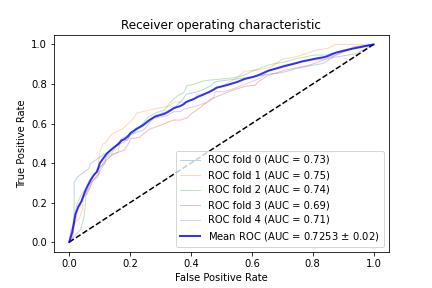 Receiver operating characteristic
1.0
0.8
0.6
0.4
0.2
0.0
True Positive Rate
ROC fold 0 (AUC = 0.73)
ROC fold 1 (AUC = 0.75)
ROC fold 2 (AUC = 0.74)
ROC fold 3 (AUC = 0.69)
ROC fold 4 (AUC = 0.71)
Mean ROC (AUC = 0.7253 ± 0.02)
0.0 0.2 0.4 0.6 0.8 1.0
False Positive Rate